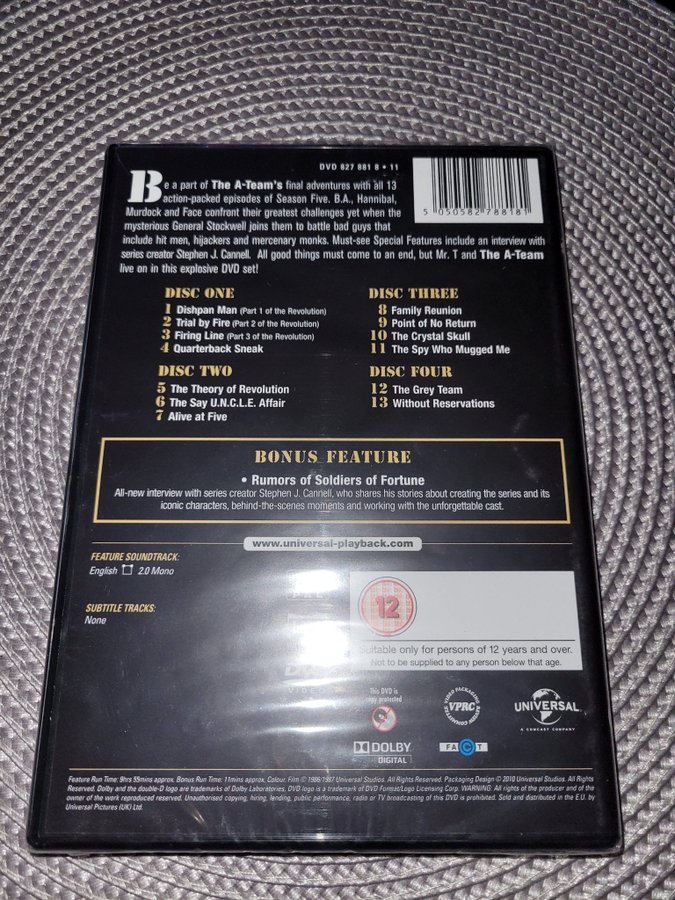 DVD 827 881 8 • 11
5 050582 788181
Be a part of The A-Team's final adventures with all 13
action-packed episodes of Season Five. B.A., Hannibal,
Murdock and Face confront their greatest challenges yet when the
mysterious General Stockwell joins them to battle bad guys that
include hit men, hijackers and mercenary monks. Must-see Special Features include an interview with
series creator Stephen J. Cannell. All good things must come to an end, but Mr. T and The A-Team
live on in this explosive DVD set!
DISC ONE
1 Dishpan Man (Part 1 of the Revolution)
2 Trial by Fire (Part 2 of the Revolution)
3 Firing Line (Part 3 of the Revolution)
4 Quarterback Sneak
DISC TWO
5 The Theory of Revolution
6 The Say U.N.C.L.E. Affair
7 Alive at Five
DISC THREE
8 Family Reunion
9 Point of No Return
10 The Crystal Skull
11 The Spy Who Mugged Me
DISC FOUR
12 The Grey Team
13 Without Reservations
BONUS FEATURE
• Rumors of Soldiers of Fortune
All-new interview with series creator Stephen J. Cannell, who shares his stories about creating the series and its
iconic characters, behind-the-scenes moments and working with the unforgettable cast.
www.universal-playback.com
FEATURE SOUNDTRACK:
English 2.0 Mono
SUBTITLE TRACKS:
None
12
Suitable only for persons of 12 years and over.
Not to be supplied to any person below that age.
This DVD is
copy protected
VIDEO PACKAGING REVIEW COMMITTEE
VPRC
UNIVERSAL
A COMCAST COMPANY
DOLBY
DIGITAL
FACT
Feature Run Time: 9hrs 55mins approx. Bonus Run Time: 11mins approx. Colour. Film © 1986/1987 Universal Studios. All Rights Reserved. Packaging Design © 2010 Universal Studios. All Rights
Reserved. Dolby and the double-D logo are trademarks of Dolby Laboratories. DVD logo is a trademark of DVD Format/Logo Licensing Corp. WARNING: All rights of the producer and of the
owner of the work reproduced reserved. Unauthorised copying, hiring, lending, public performance, radio or TV broadcasting of this DVD is prohibited. Sold and distributed in the E.U. by
Universal Pictures (UK) Ltd.